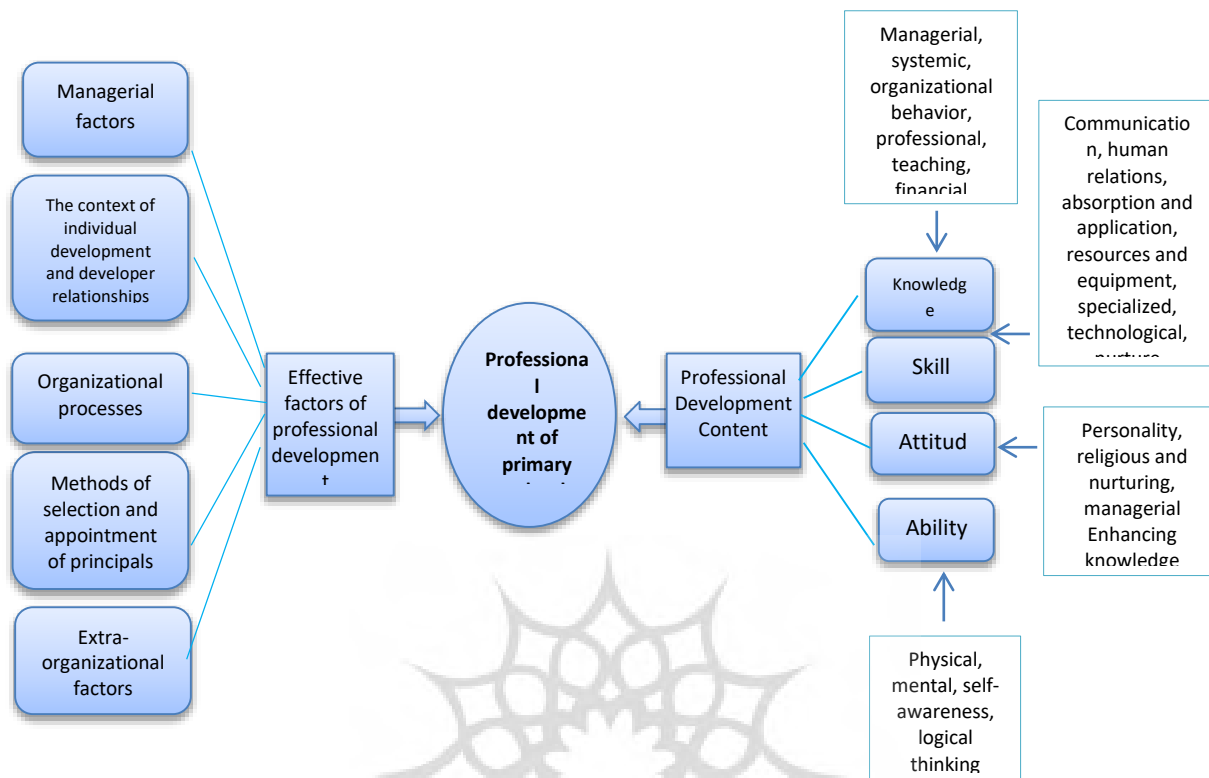 Managerial
factors
The context of
individual
development
and developer
relationships
Organizational
processes
Methods of
selection and
appointment
of principals
Extra-
organizational
factors
Effective
factors of
professional
developmen
t
Professiona
l
developme
nt of
primary
Professional
Development
Content
Managerial,
systemic,
organizational
behavior,
professional,
teaching,
financial
Knowledg
e
Skill
Attitud
Ability
Communicatio
n, human
relations,
absorption and
application,
resources and
equipment,
specialized,
technological,
nurture
Personality,
religious and
nurturing,
managerial
Enhancing
knowledge
Physical,
mental, self-
awareness,
logical
thinking